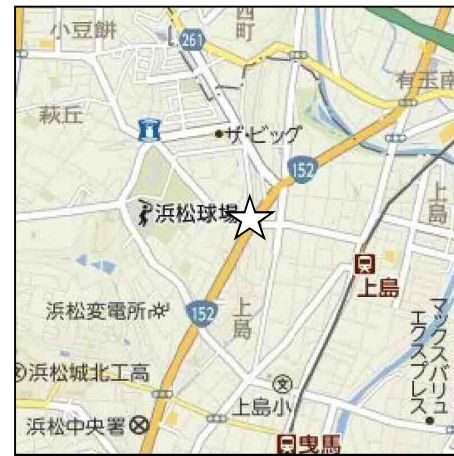 小豆餅
四町
261
有玉南
萩丘
ザ・ビッグ
152
上島
浜松球場
上島
浜松変電所
152
上島
マックスバリュ
エクスプレス
浜松城北工高
上島小
浜松中央署
曳馬